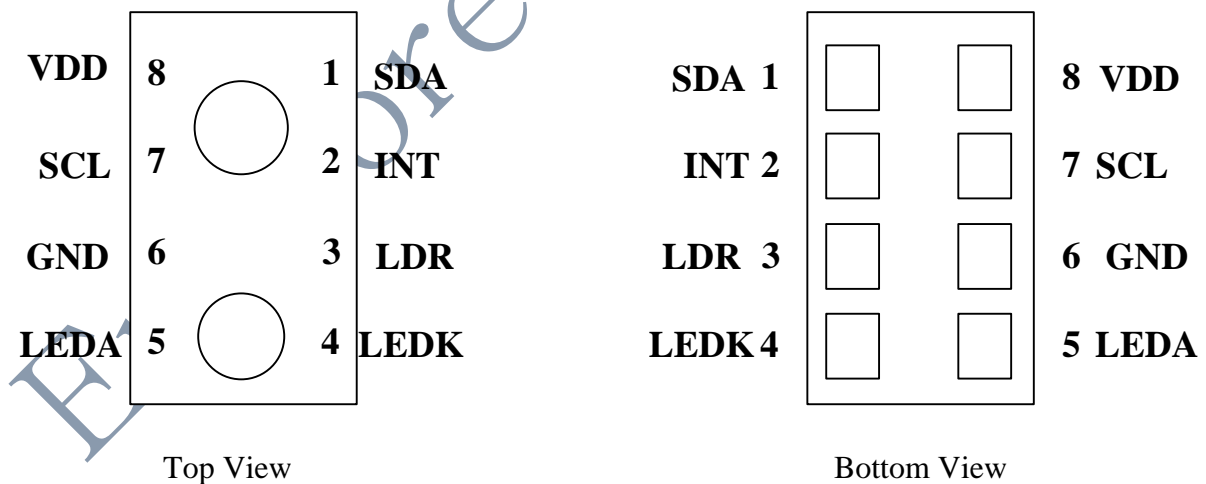 VDD 8 1 SDA SDA 1 8 VDD
SCL 7 2 INT INT 2 7 SCL
GND 6 3 LDR LDR 3 6 GND
LEDA 5 4 LEDK LEDK 4 5 LEDA
Top View Bottom View